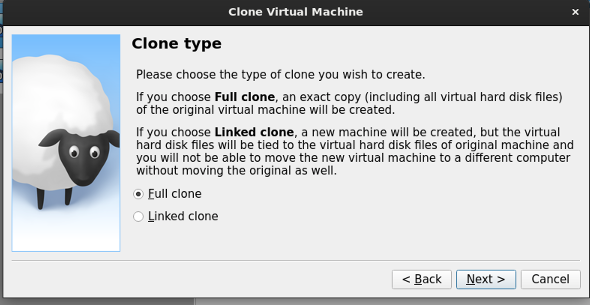 Clone Virtual Machine
×
Clone type
Please choose the type of clone you wish to create.
If you choose Full clone, an exact copy (including all virtual hard disk files)
of the original virtual machine will be created.
If you choose Linked clone, a new machine will be created, but the virtual
hard disk files will be tied to the virtual hard disk files of original machine and
you will not be able to move the new virtual machine to a different computer
without moving the original as well.
Full clone
Linked clone
< Back
Next >
Cancel